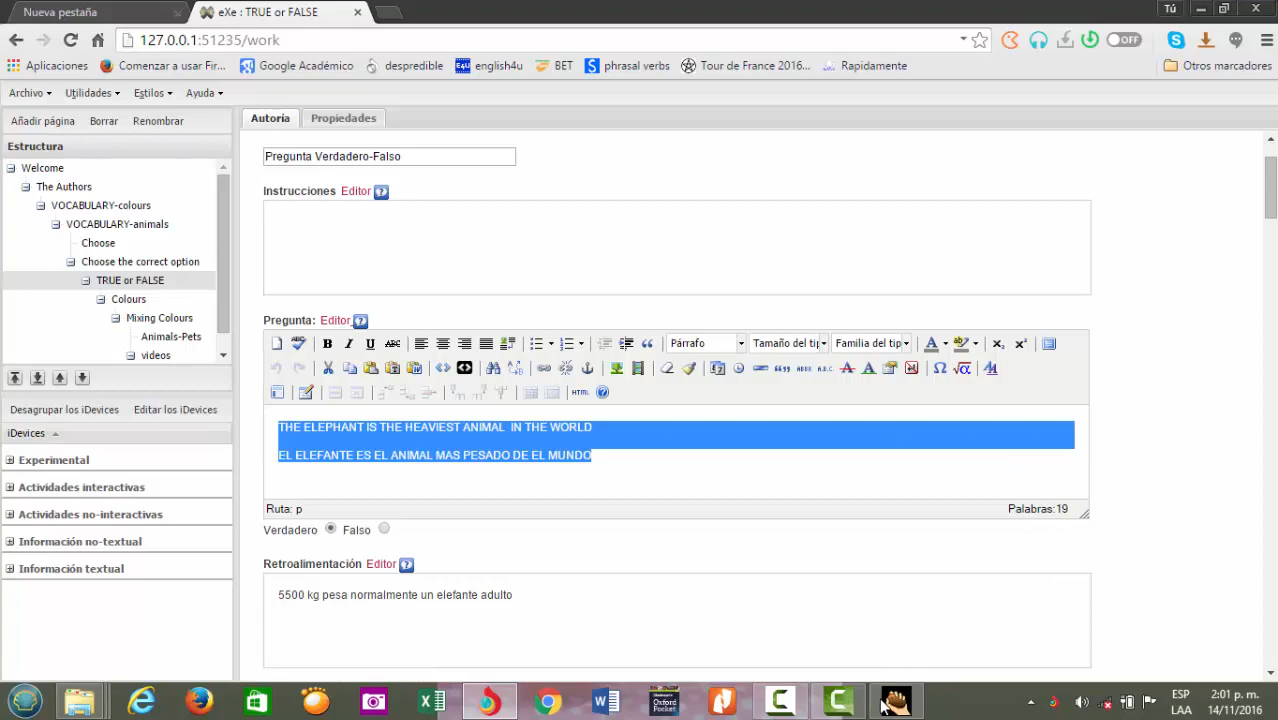 Nueva pestaña
eXe : TRUE or FALSE
Tú
127.0.0.1:51235/work
OFF
Aplicaciones
Comenzar a usar Fir...
Google Académico
despredible
english4u
BET
phrasal verbs
Tour de France 2016...
Rapidamente
Otros marcadores
Archivo
Utilidades
Estilos
Ayuda
Añadir página
Borrar
Renombrar
Estructura
Welcome
The Authors
VOCABULARY-colours
VOCABULARY-animals
Choose
Choose the correct option
TRUE or FALSE
Colours
Mixing Colours
Animals-Pets
videos
Desagrupar los iDevices
Editar los iDevices
iDevices
Experimental
Actividades interactivas
Actividades no-interactivas
Información no-textual
Información textual
Autoría
Propiedades
Pregunta Verdadero-Falso
Instrucciones Editor
Pregunta: Editor
Párrafo
Tamaño del tip
Familia del tip
HTML
THE ELEPHANT IS THE HEAVIEST ANIMAL IN THE WORLD
EL ELEFANTE ES EL ANIMAL MAS PESADO DE EL MUNDO
Ruta: p
Palabras:19
Verdadero
Falso
Retroalimentación Editor
5500 kg pesa normalmente un elefante adulto
ESP
LAA
2:01 p. m.
14/11/2016